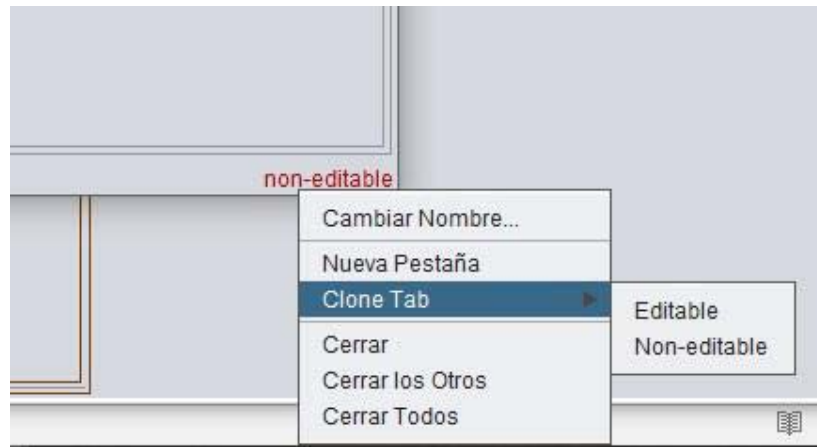 non-editable
Cambiar Nombre...
Nueva Pestaña
Clone Tab
Editable
Non-editable
Cerrar
Cerrar los Otros
Cerrar Todos